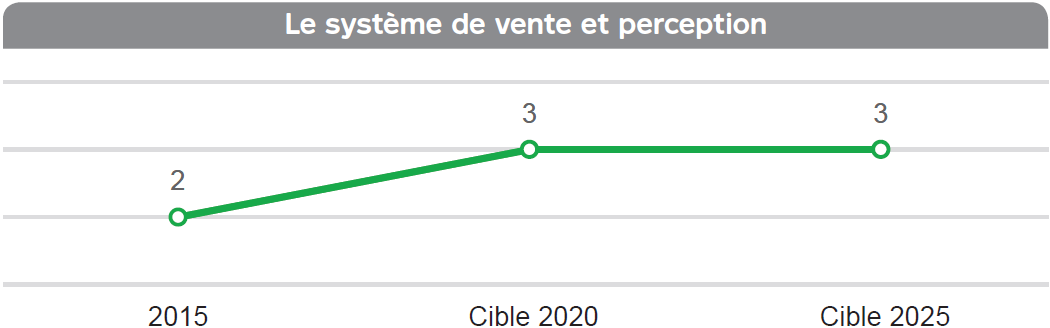 Le système de vente et perception
3
3
2
2015
Cible 2020
Cible 2025